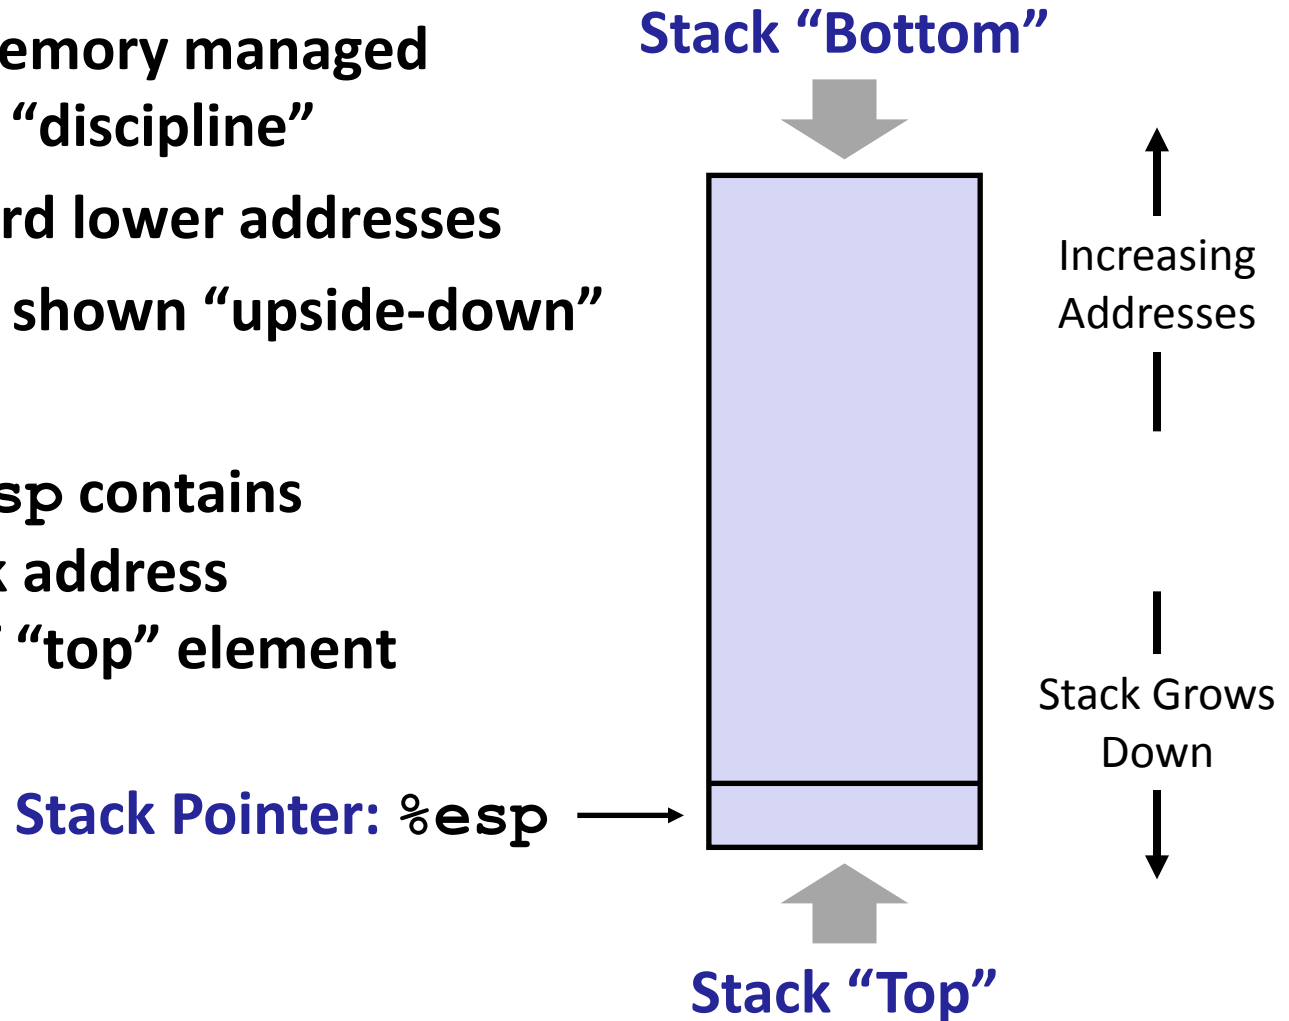 emory managed
“discipline”
rd lower addresses
shown “upside-down”
sp contains
address
“top” element
Stack Pointer: %esp
Stack “Bottom”
Increasing
Addresses
Stack Grows
Down
Stack “Top”